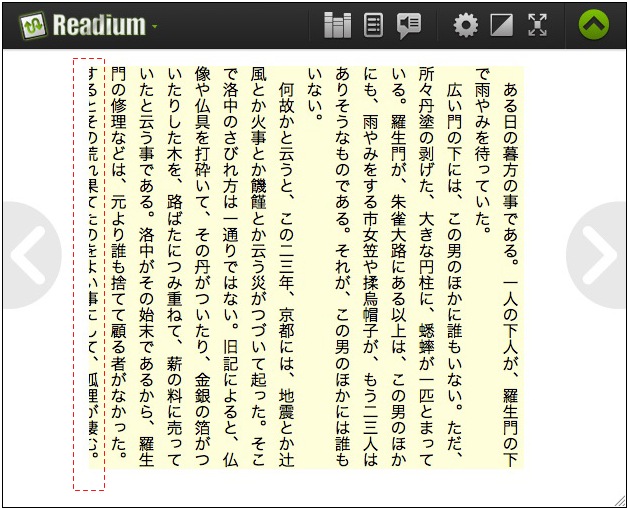 Readium
ある日の暮方の事である。一人の下人が、羅生門の下
で雨やみを待っていた。
広い門の下には、この男のほかに誰もいない。ただ、
所々丹塗の剥げた、大きな円柱に、蟋蟀が一匹とまって
いる。羅生門が、朱雀大路にある以上は、この男のほか
にも、雨やみをする市女笠や揉烏帽子が、もう二三人は
ありそうなものである。それが、この男のほかには誰も
いない。
何故かと云うと、この二三年、京都には、地震とか辻
風とか火事とか饑饉とか云う災がつづいて起った。そこ
で洛中のさびれ方は一通りではない。旧記によると、仏
像や仏具を打砕いて、その丹がついたり、金銀の箔がつ
いたりした木を、路ばたにつみ重ねて、薪の料に売って
いたと云う事である。洛中がその始末であるから、羅生
門の修理などは、元より誰も捨てて顧る者がなかった。
するとその荒れ果てたのをよい事にして、狐狸が棲む。